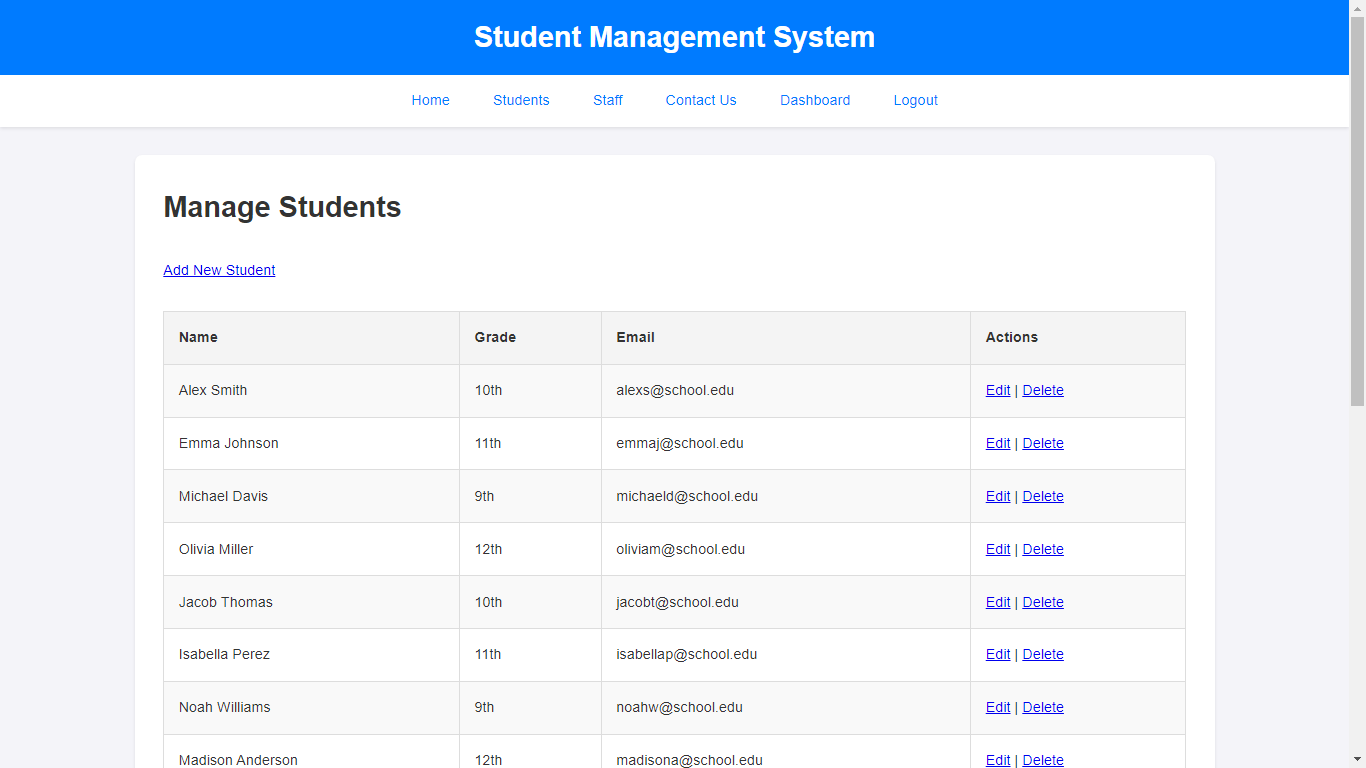 Student Management System
Home Students Staff Contact Us Dashboard Logout
Manage Students
Add New Student
Name Grade Email Actions
Alex Smith 10th alexs@school.edu Edit | Delete
Emma Johnson 11th emmaj@school.edu Edit | Delete
Michael Davis 9th michaeld@school.edu Edit | Delete
Olivia Miller 12th oliviam@school.edu Edit | Delete
Jacob Thomas 10th jacobt@school.edu Edit | Delete
Isabella Perez 11th isabellap@school.edu Edit | Delete
Noah Williams 9th noahw@school.edu Edit | Delete
Madison Anderson 12th madisona@school.edu Edit | Delete